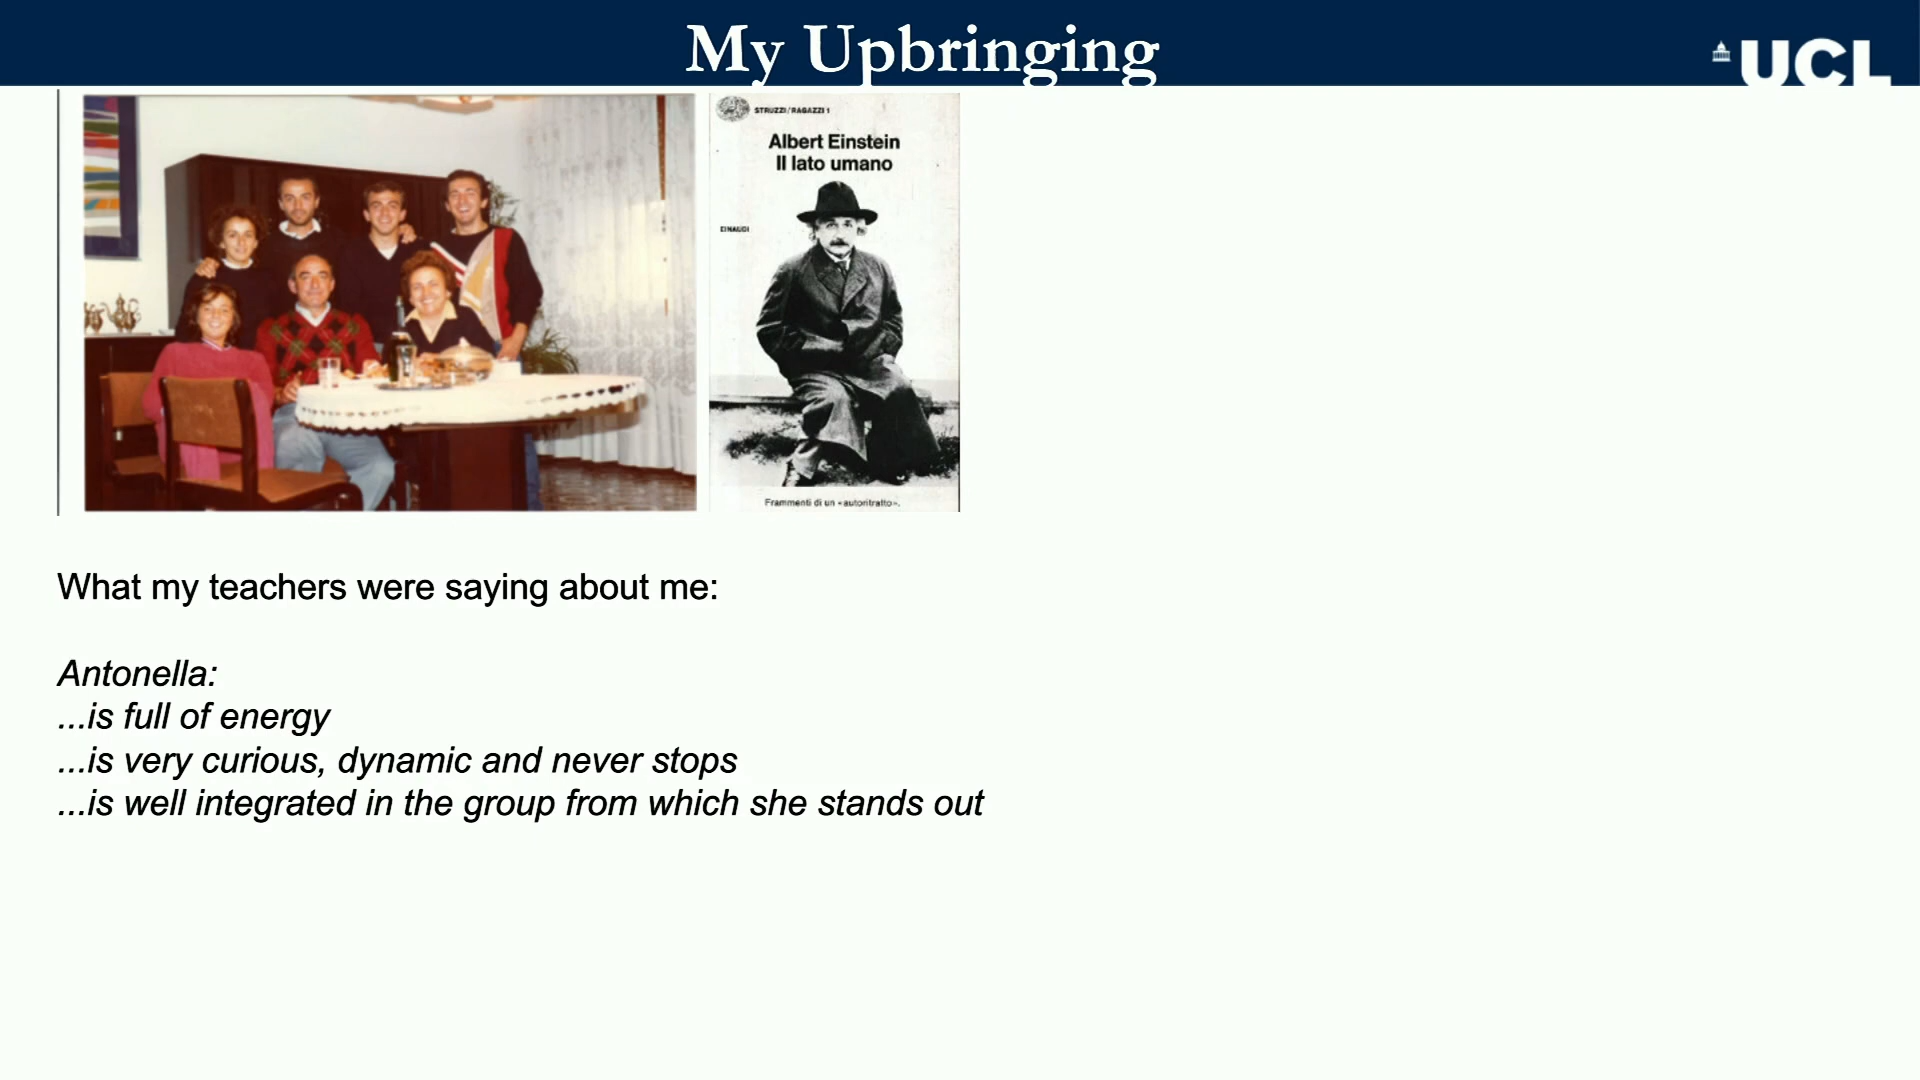 My Upbringing
UCL
STRUZZI/RAGAZZI 1
Albert Einstein
Il lato umano
EINAUDI
Frammenti di un «autoritratto».
What my teachers were saying about me:
Antonella:
...is full of energy
...is very curious, dynamic and never stops
...is well integrated in the group from which she stands out